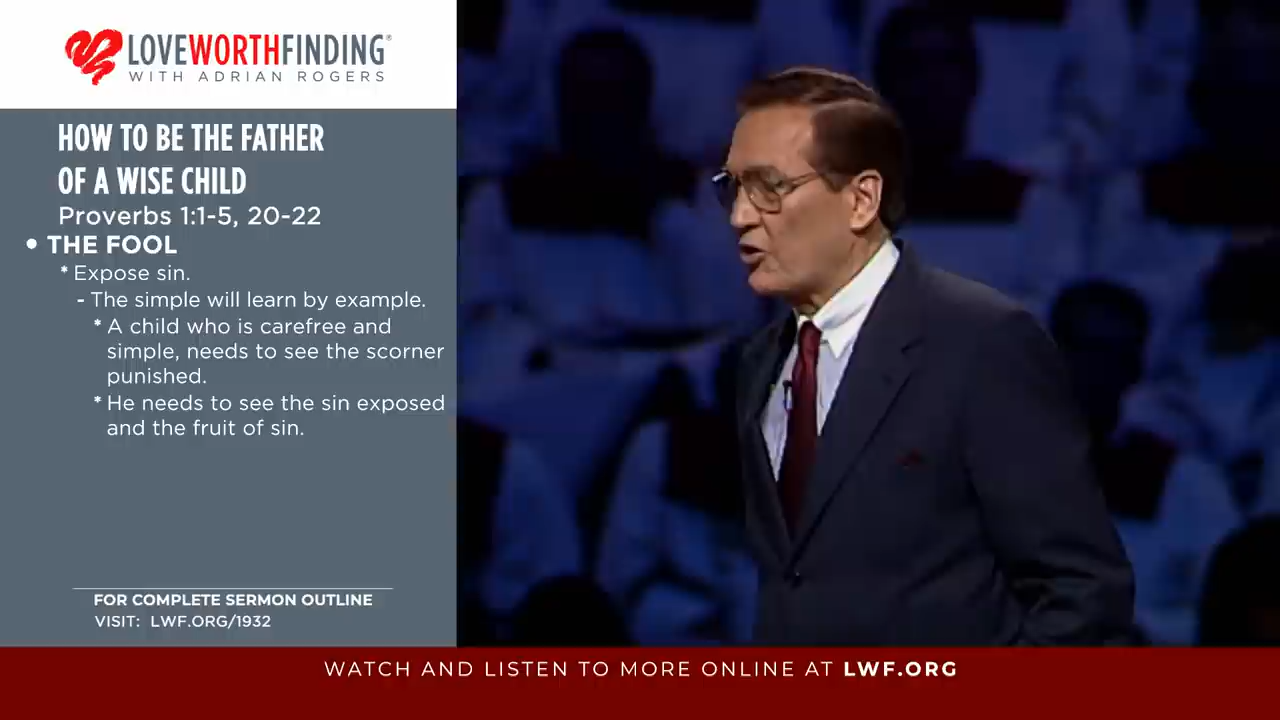 LOVEWORTHFINDING®
WITH ADRIAN ROGERS
HOW TO BE THE FATHER
OF A WISE CHILD
Proverbs 1:1-5, 20-22
• THE FOOL
* Expose sin.
- The simple will learn by example.
* A child who is carefree and
simple, needs to see the scorner
punished.
* He needs to see the sin exposed
and the fruit of sin.
FOR COMPLETE SERMON OUTLINE
VISIT: LWF.ORG/1932
WATCH AND LISTEN TO MORE ONLINE AT LWF.ORG